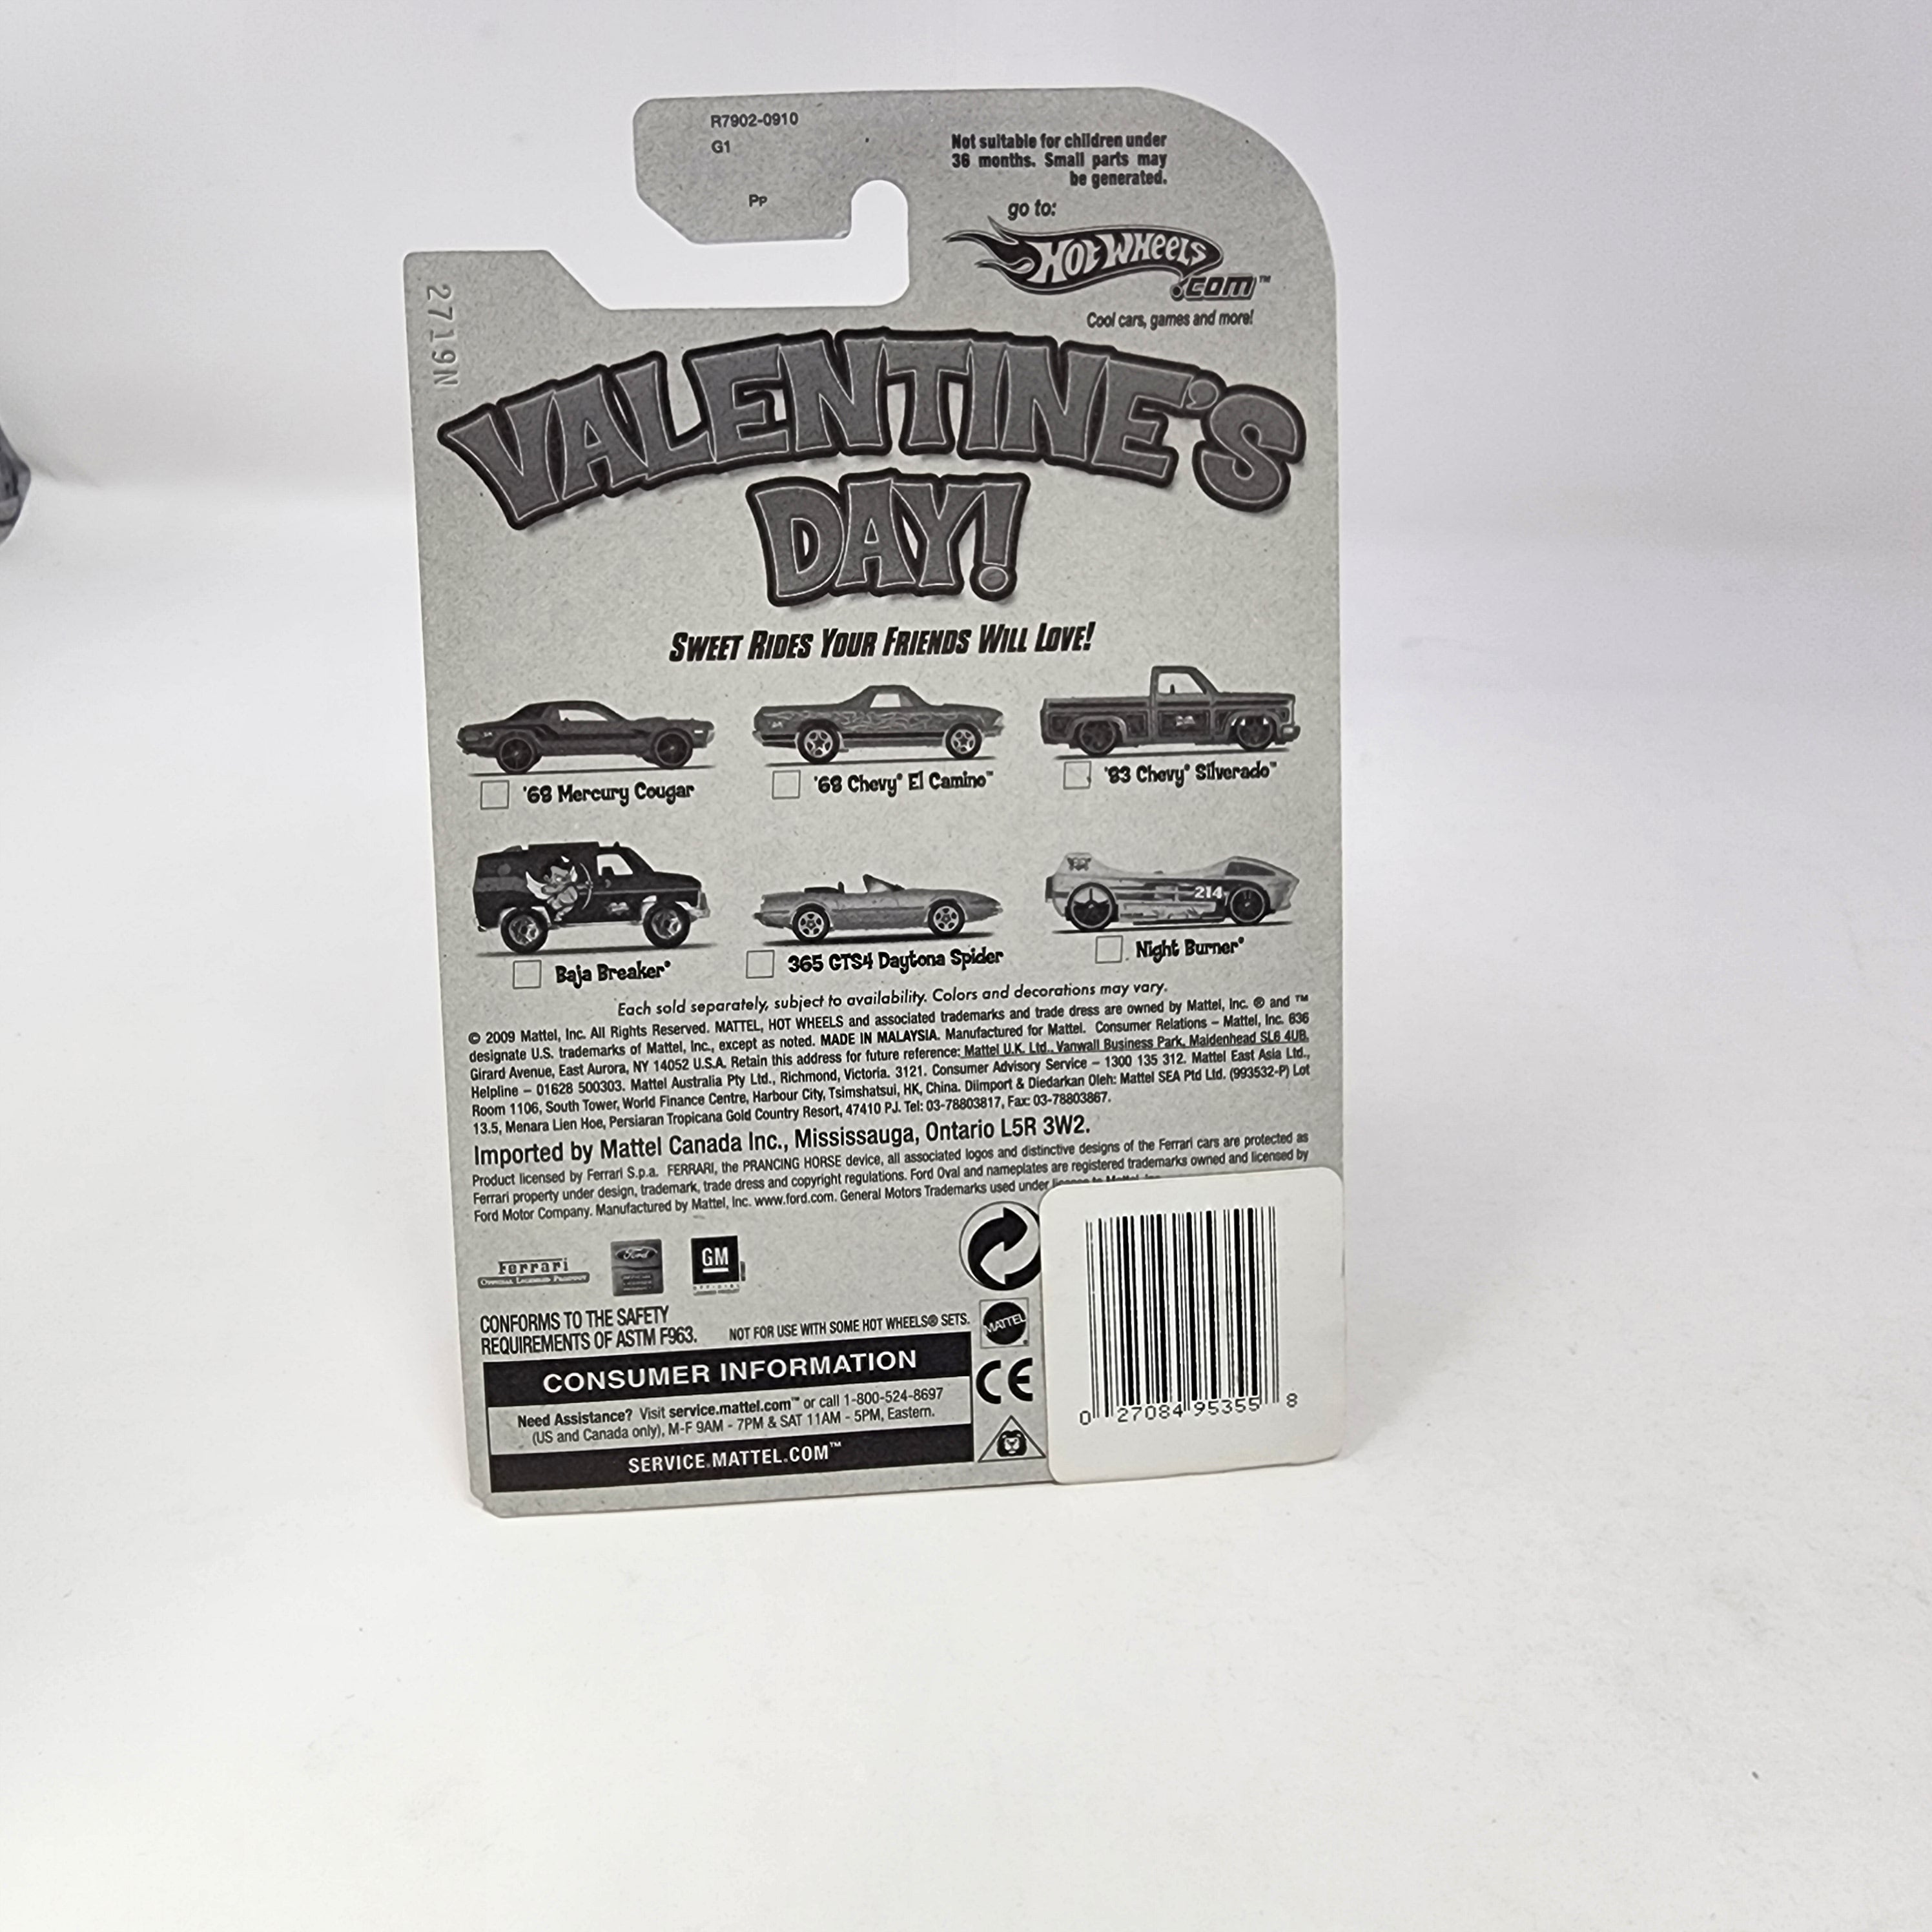 R7902-0910
G1
Pp
Not suitable for children under
36 months. Small parts may
be generated.
go to:
HOT WHEELS
.COM™
Cool cars, games and more!
2719N
VALENTINE'S
DAY!
SWEET RIDES YOUR FRIENDS WILL LOVE!
'68 Mercury Cougar
'68 Chevy® El Camino™
'83 Chevy® Silverado™
214
Baja Breaker®
365 GTS4 Daytona Spider
Night Burner®
Each sold separately, subject to availability. Colors and decorations may vary.
© 2009 Mattel, Inc. All Rights Reserved. MATTEL, HOT WHEELS and associated trademarks and trade dress are owned by Mattel, Inc. ® and ™
designate U.S. trademarks of Mattel, Inc., except as noted. MADE IN MALAYSIA. Manufactured for Mattel. Consumer Relations – Mattel, Inc. 636
Girard Avenue, East Aurora, NY 14052 U.S.A. Retain this address for future reference: Mattel U.K. Ltd., Vanwall Business Park, Maidenhead SL6 4UB.
Helpline – 01628 500303. Mattel Australia Pty Ltd., Richmond, Victoria. 3121. Consumer Advisory Service – 1300 135 312. Mattel East Asia Ltd.,
Room 1106, South Tower, World Finance Centre, Harbour City, Tsimshatsui, HK, China. Diimport & Diedarkan Oleh: Mattel SEA Ptd Ltd. (993532-P) Lot
13.5, Menara Lien Hoe, Persiaran Tropicana Gold Country Resort, 47410 PJ. Tel: 03-78803817, Fax: 03-78803867.
Imported by Mattel Canada Inc., Mississauga, Ontario L5R 3W2.
Product licensed by Ferrari S.p.a. FERRARI, the PRANCING HORSE device, all associated logos and distinctive designs of the Ferrari cars are protected as
Ferrari property under design, trademark, trade dress and copyright regulations. Ford Oval and nameplates are registered trademarks owned and licensed by
Ford Motor Company. Manufactured by Mattel, Inc. www.ford.com. General Motors Trademarks used under
Ferrari
OFFICIAL LICENSED PRODUCT
Ford
GM
CONFORMS TO THE SAFETY
REQUIREMENTS OF ASTM F963.
NOT FOR USE WITH SOME HOT WHEELS® SETS.
MATTEL
CE
CONSUMER INFORMATION
Need Assistance? Visit service.mattel.com™ or call 1-800-524-8697
(US and Canada only), M-F 9AM - 7PM & SAT 11AM - 5PM, Eastern.
SERVICE.MATTEL.COM™
0 27084 95355 8